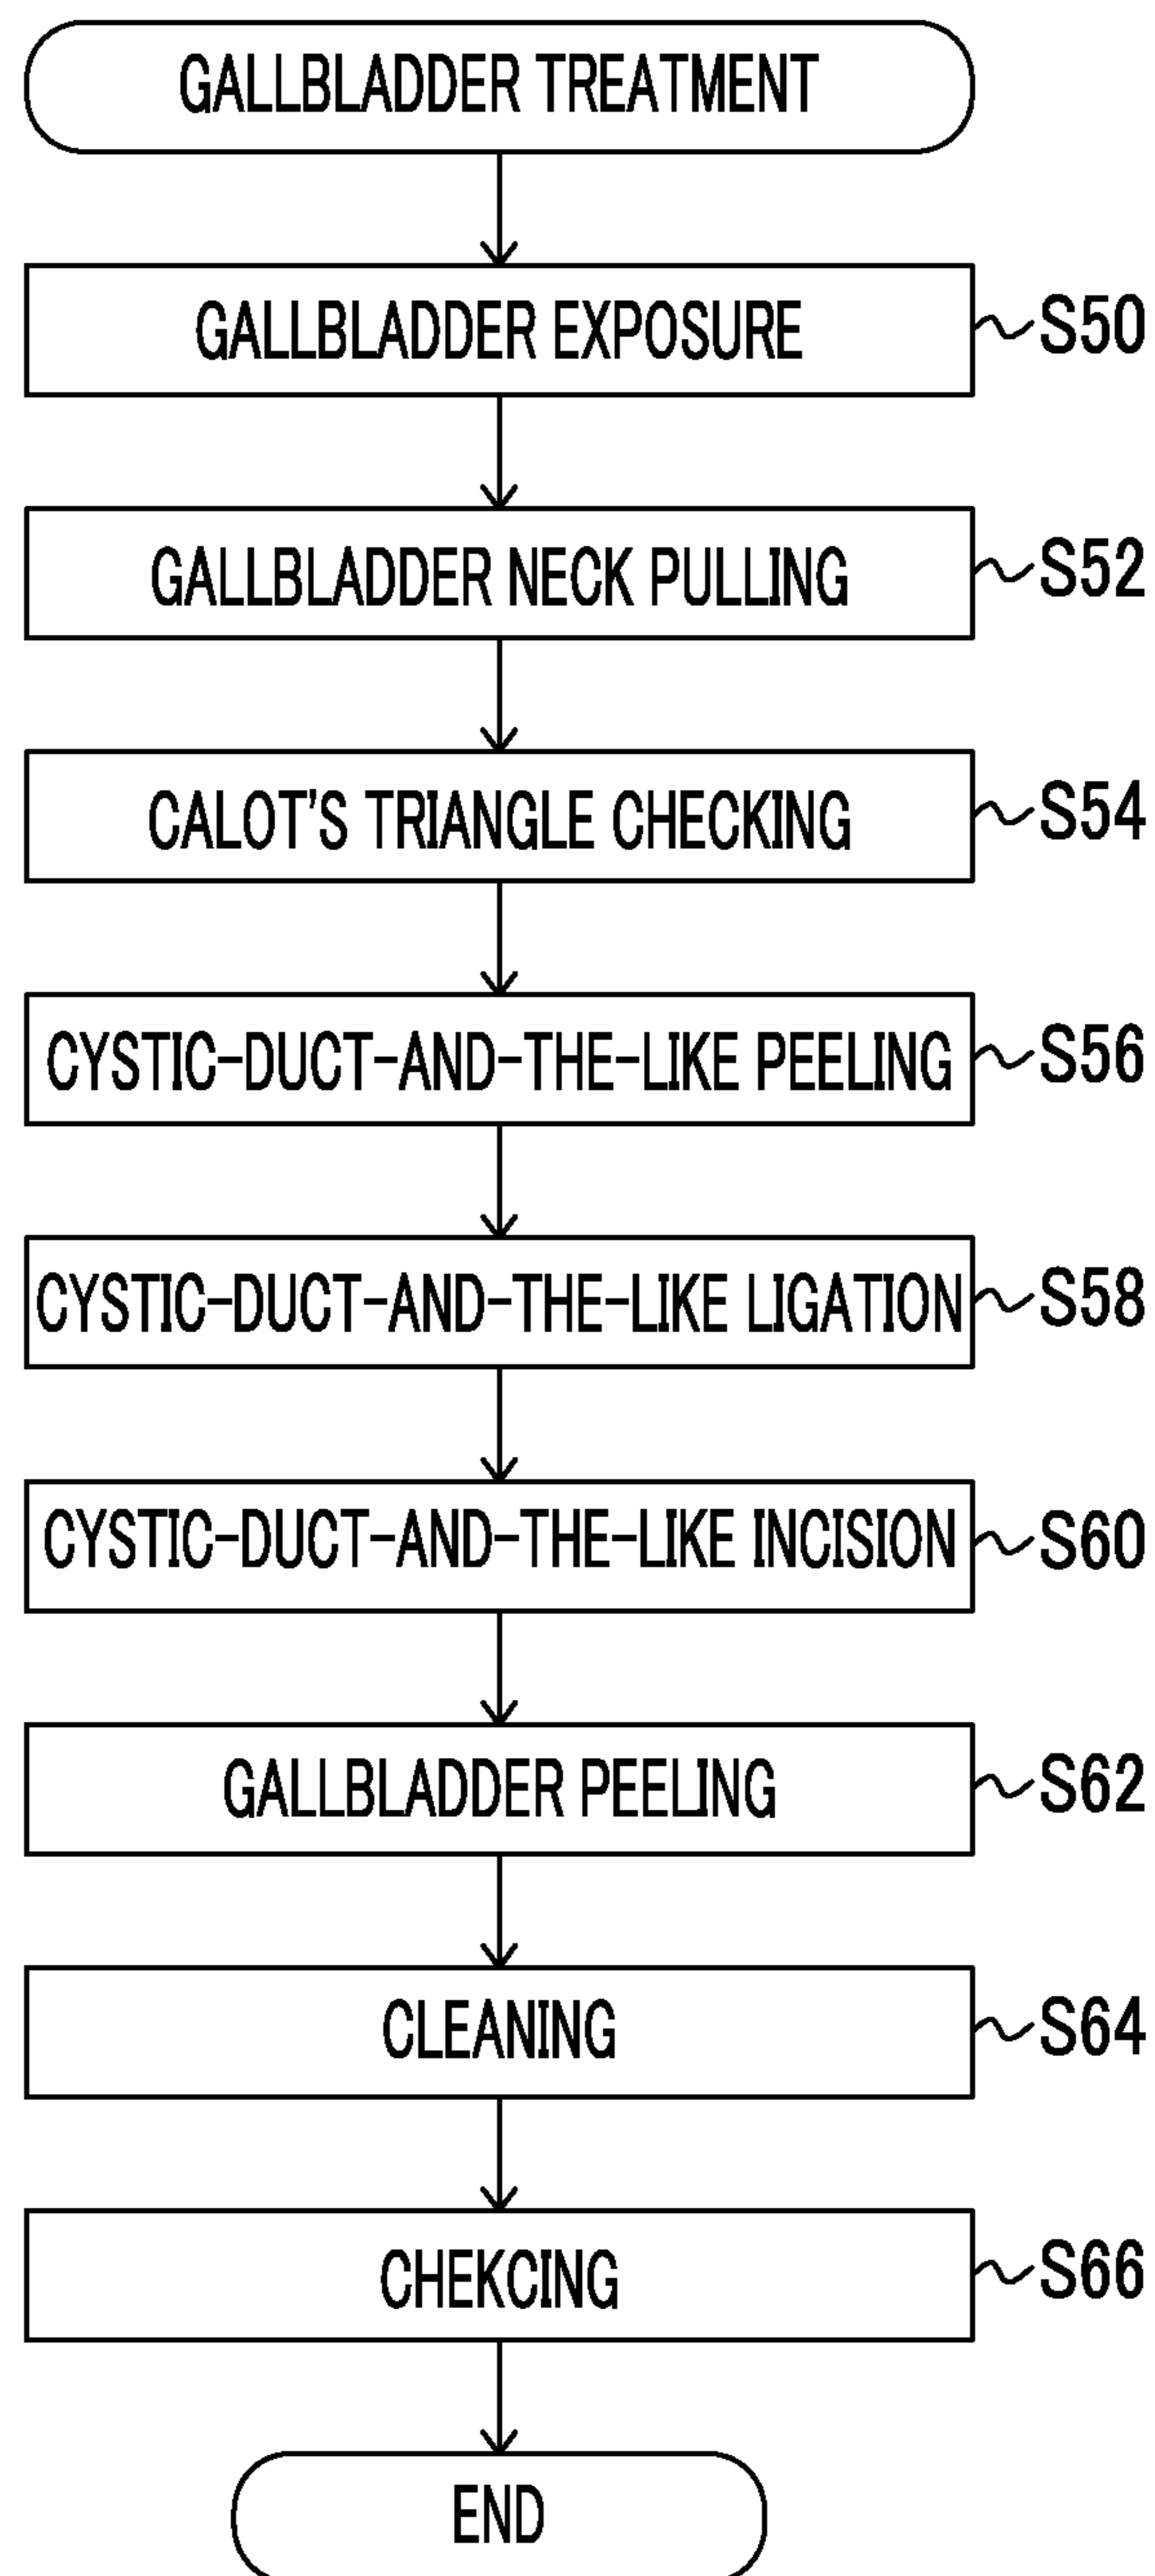 GALLBLADDER TREATMENT
GALLBLADDER EXPOSURE S50
GALLBLADDER NECK PULLING S52
CALOT'S TRIANGLE CHECKING S54
CYSTIC-DUCT-AND-THE-LIKE PEELING S56
CYSTIC-DUCT-AND-THE-LIKE LIGATION S58
CYSTIC-DUCT-AND-THE-LIKE INCISION S60
GALLBLADDER PEELING S62
CLEANING S64
CHEKCING S66
END